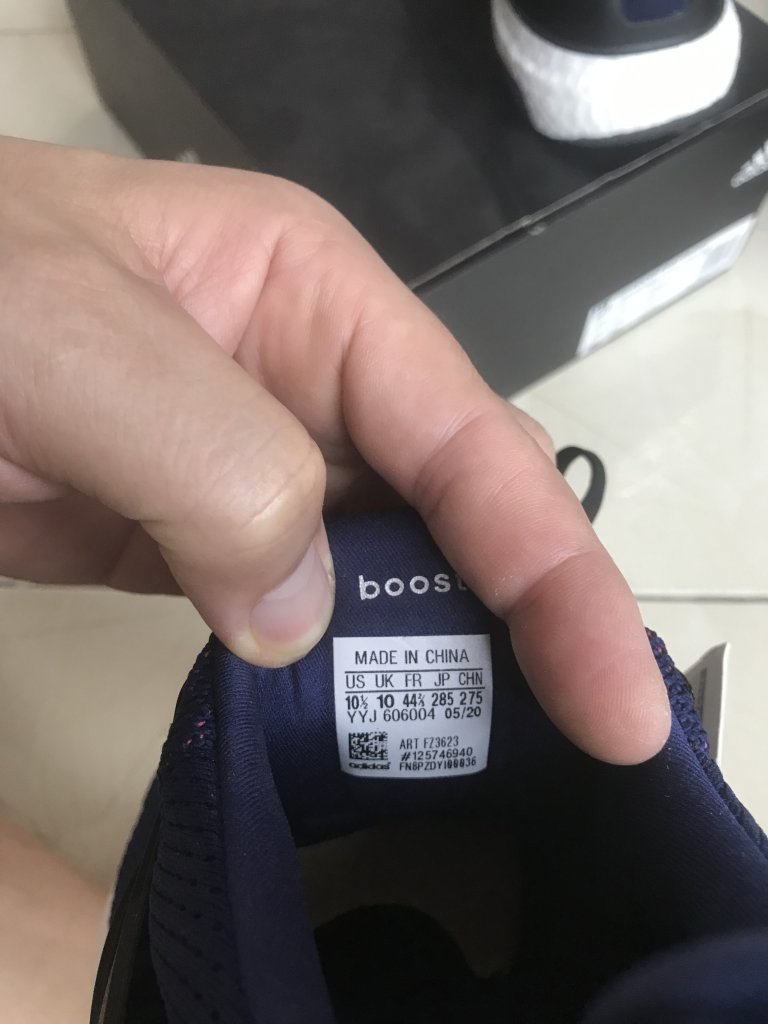 boost
MADE IN CHINA
US UK FR JP CHN
10½ 10 44⅔ 285 275
YYJ 606004 05/20
ART FZ3623
#125746940
adidas FN8PZDYI00036